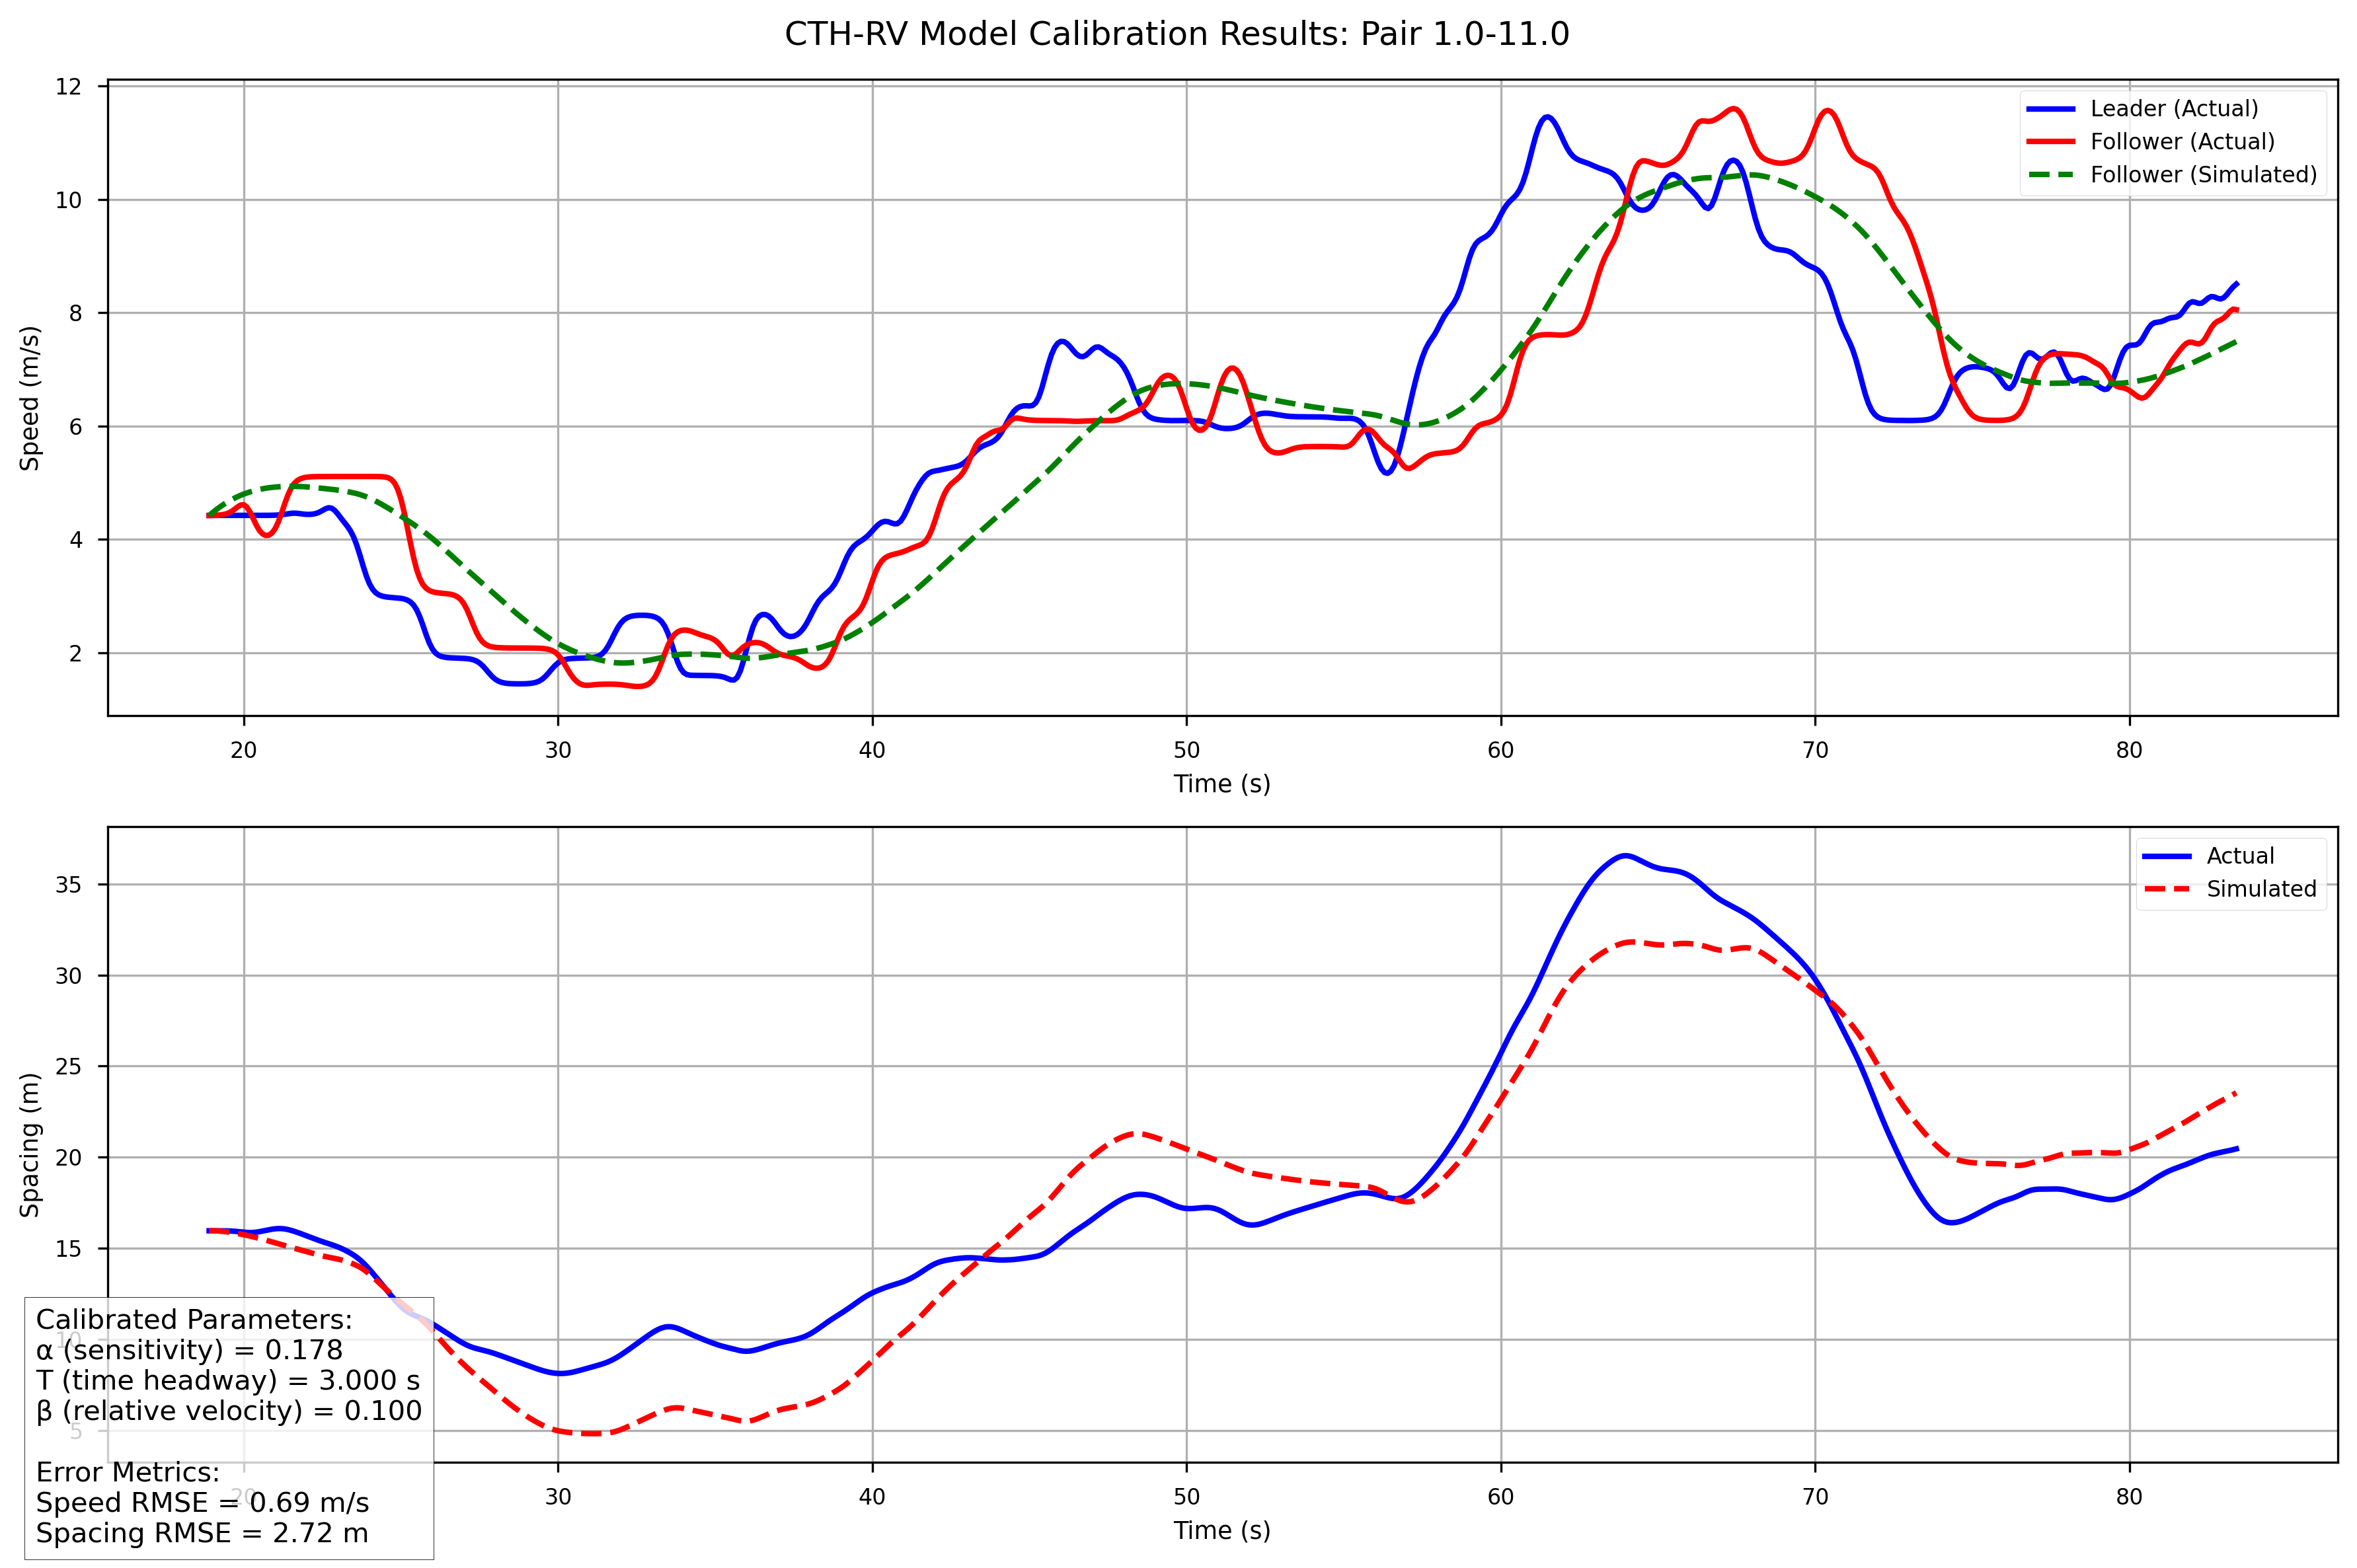 CTH-RV Model Calibration Results: Pair 1.0-11.0
12
10
8
6
4
2
Speed (m/s)
Leader (Actual)
Follower (Actual)
Follower (Simulated)
20 30 40 50 60 70 80
Time (s)
35
30
25
20
15
10
5
Spacing (m)
Actual
Simulated
Calibrated Parameters:
α (sensitivity) = 0.178
T (time headway) = 3.000 s
β (relative velocity) = 0.100
Error Metrics:
Speed RMSE = 0.69 m/s
Spacing RMSE = 2.72 m
20 30 40 50 60 70 80
Time (s)